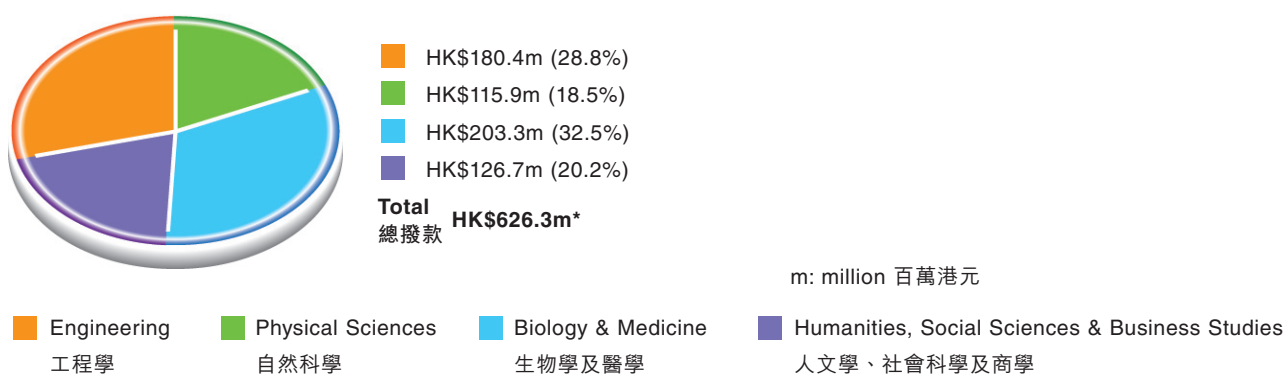 HK$180.4m (28.8%)
HK$115.9m (18.5%)
HK$203.3m (32.5%)
HK$126.7m (20.2%)
Total
總撥款
HK$626.3m*
m: million 百萬港元
Engineering
工程學
Physical Sciences
自然科學
Biology & Medicine
生物學及醫學
Humanities, Social Sciences & Business Studies
人文學、社會科學及商學